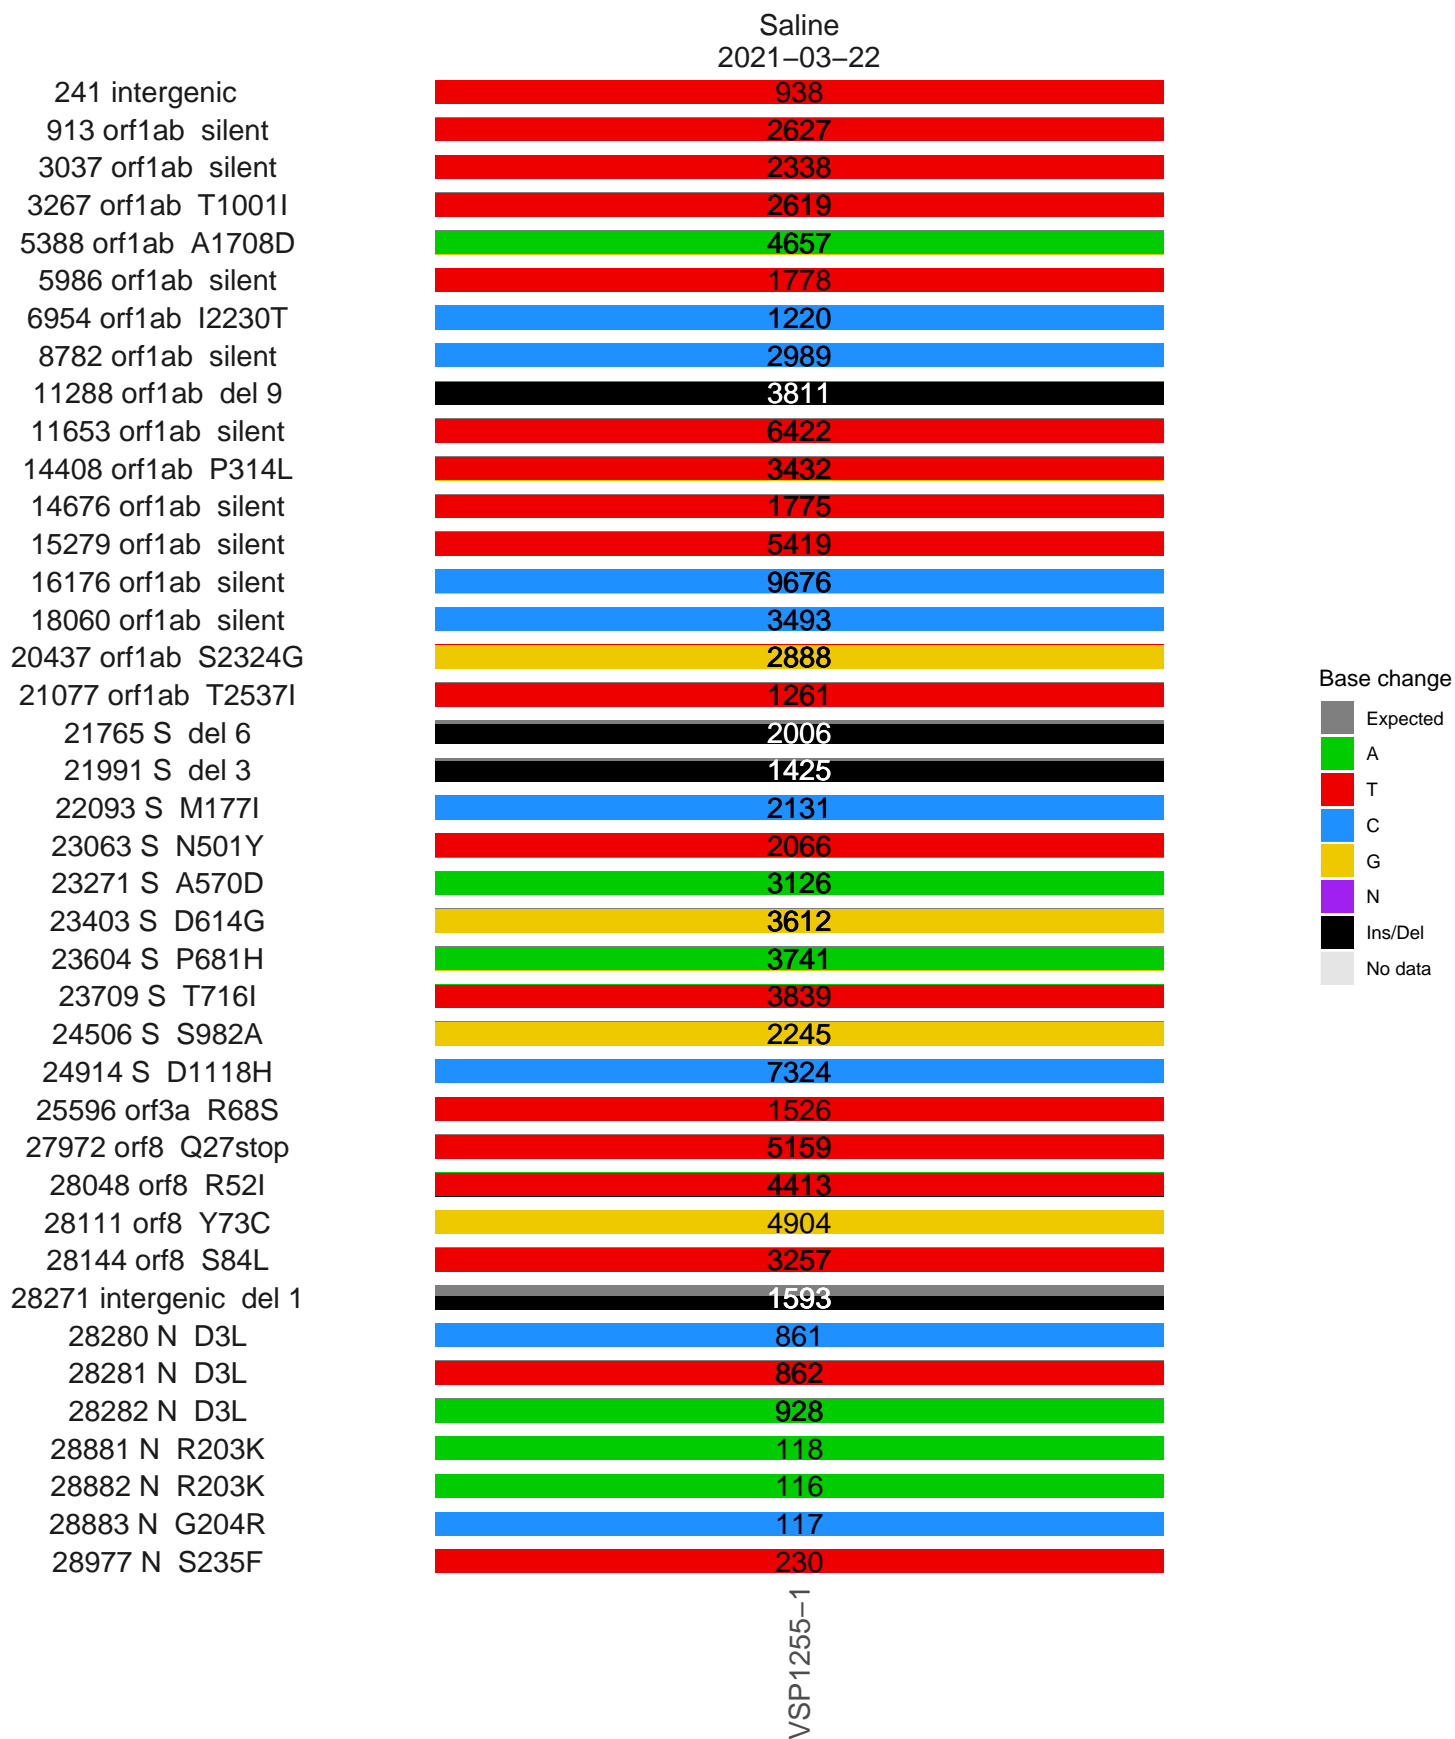 Saline
2021−03−22
241 intergenic 938
913 orf1ab silent 2627
3037 orf1ab silent 2338
3267 orf1ab T1001I 2619
5388 orf1ab A1708D 4657
5986 orf1ab silent 1778
6954 orf1ab I2230T 1220
8782 orf1ab silent 2989
11288 orf1ab del 9 3811
11653 orf1ab silent 6422
14408 orf1ab P314L 3432
14676 orf1ab silent 1775
15279 orf1ab silent 5419
16176 orf1ab silent 9676
18060 orf1ab silent 3493
20437 orf1ab S2324G 2888
21077 orf1ab T2537I 1261
21765 S del 6 2006
21991 S del 3 1425
22093 S M177I 2131
23063 S N501Y 2066
23271 S A570D 3126
23403 S D614G 3612
23604 S P681H 3741
23709 S T716I 3839
24506 S S982A 2245
24914 S D1118H 7324
25596 orf3a R68S 1526
27972 orf8 Q27stop 5159
28048 orf8 R52I 4413
28111 orf8 Y73C 4904
28144 orf8 S84L 3257
28271 intergenic del 1 1593
28280 N D3L 861
28281 N D3L 862
28282 N D3L 928
28881 N R203K 118
28882 N R203K 116
28883 N G204R 117
28977 N S235F 230
VSP1255−1
Base change
Expected
A
T
C
G
N
Ins/Del
No data